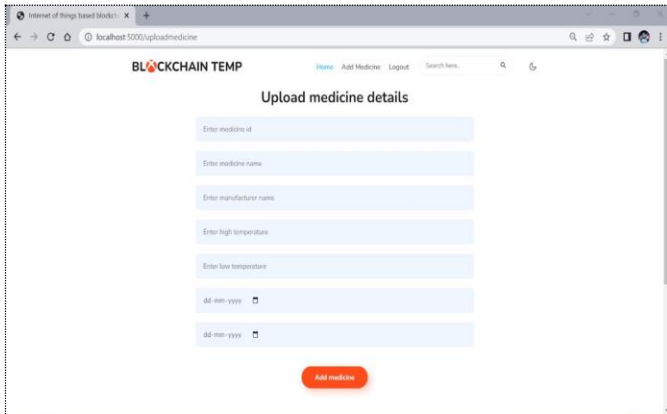 Internet of things based blockch
localhost:5000/uploadmedicine
BLOCKCHAIN TEMP
Home Add Medicine Logout Search here..
Upload medicine details
Enter medicine id
Enter medicine name
Enter manufacturer name
Enter high temperature
Enter low temperature
dd-mm-yyyy
dd-mm-yyyy
Add medicine